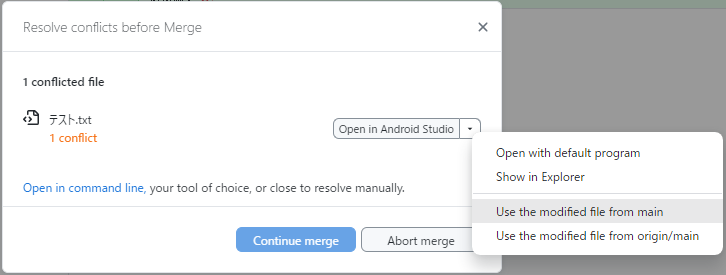 Resolve conflicts before Merge
1 conflicted file
テスト.txt
1 conflict
Open in Android Studio
Open with default program
Show in Explorer
Use the modified file from main
Use the modified file from origin/main
Open in command line, your tool of choice, or close to resolve manually.
Continue merge
Abort merge